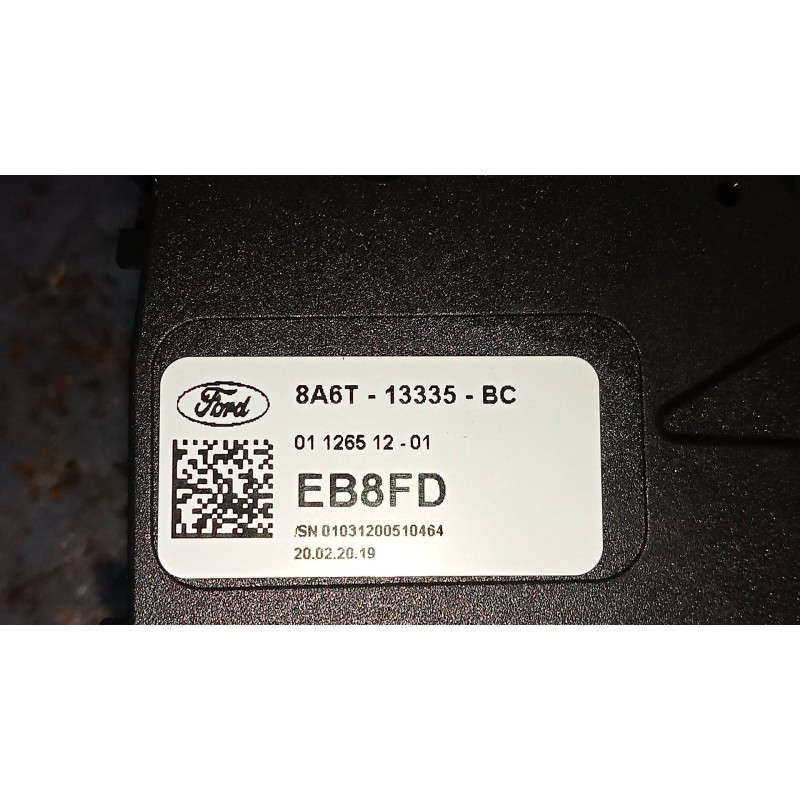 Ford
8A6T - 13335 - BC
01 1265 12 - 01
EB8FD
/SN 01031200510464
20.02.20.19